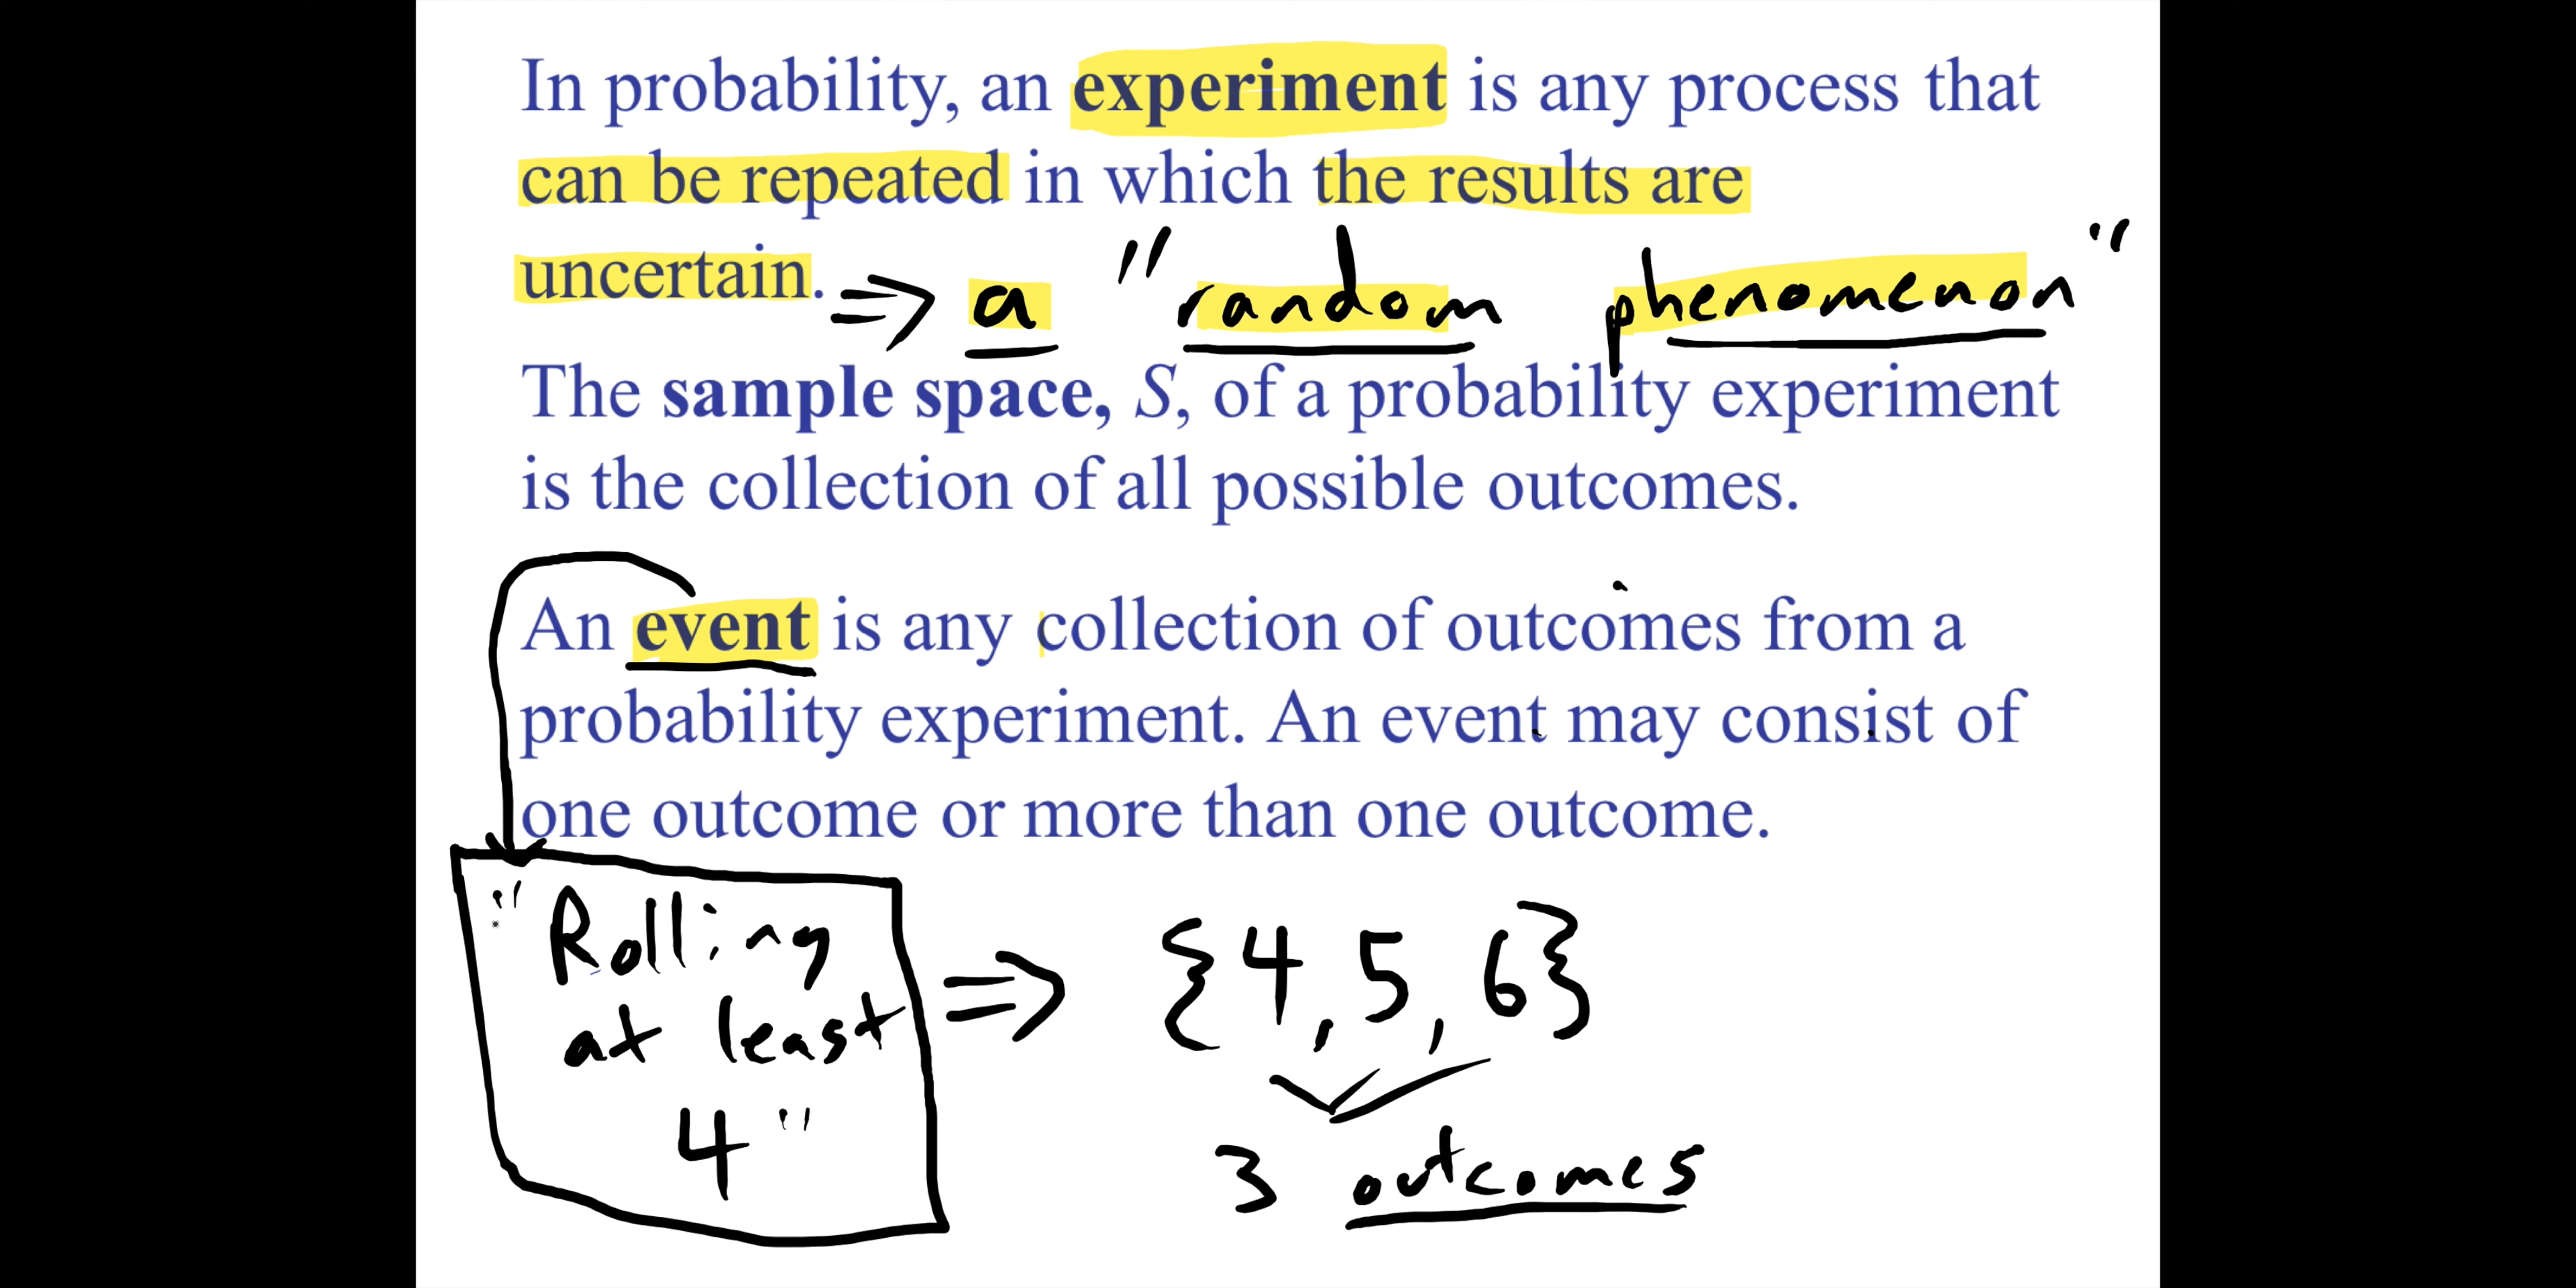 In probability, an experiment is any process that
can be repeated in which the results are
uncertain. => a "random phenomenon"
The sample space, S, of a probability experiment
is the collection of all possible outcomes.
An event is any collection of outcomes from a
probability experiment. An event may consist of
one outcome or more than one outcome.
"Rolling
at least
4"
=> {4, 5, 6}
3 outcomes